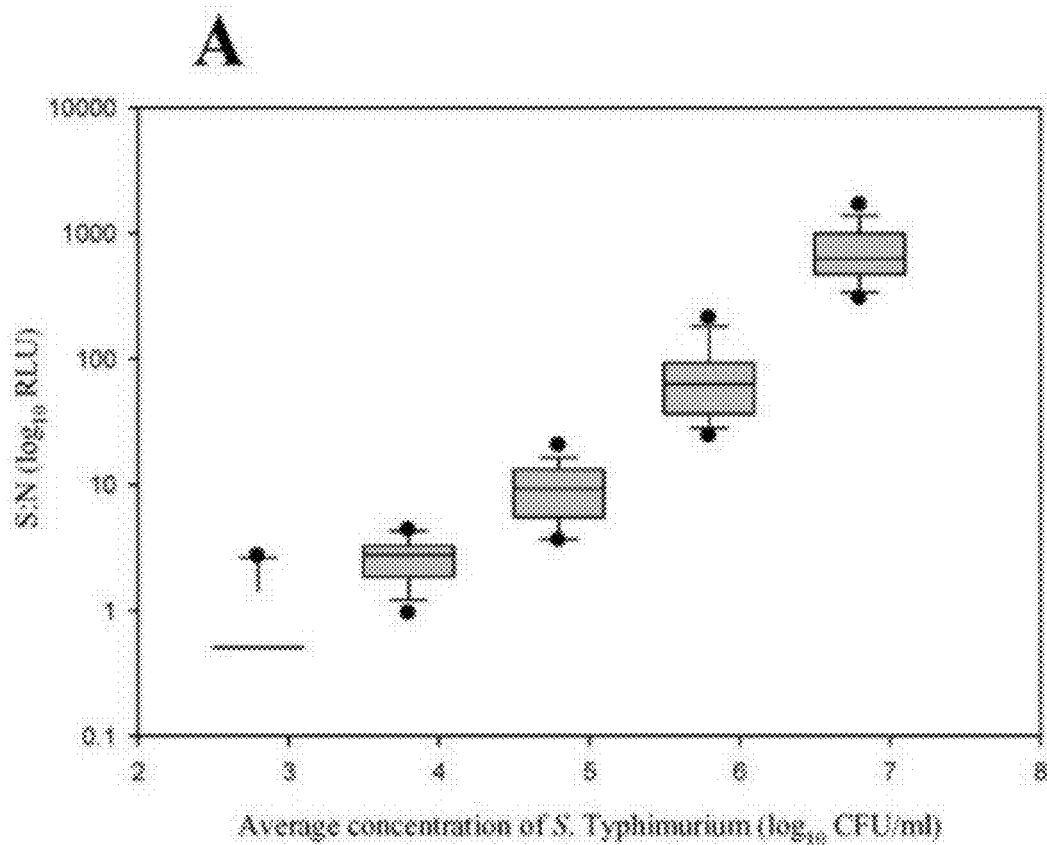 A
10000
1000
100
10
1
0.1
S:N (log₁₀ RLU)
2 3 4 5 6 7 8
Average concentration of S. Typhimurium (log₁₀ CFU/ml)